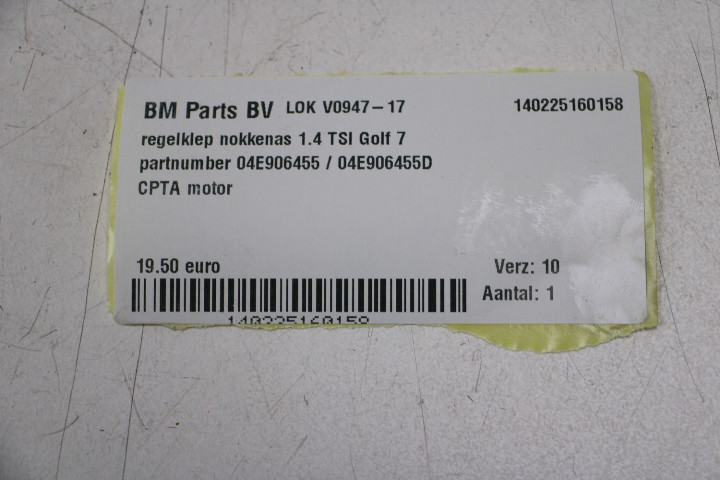 BM Parts BV LOK V0947-17 140225160158
regelklep nokkenas 1.4 TSI Golf 7
partnumber 04E906455 / 04E906455D
CPTA motor
19.50 euro Verz: 10
Aantal: 1
140225160158